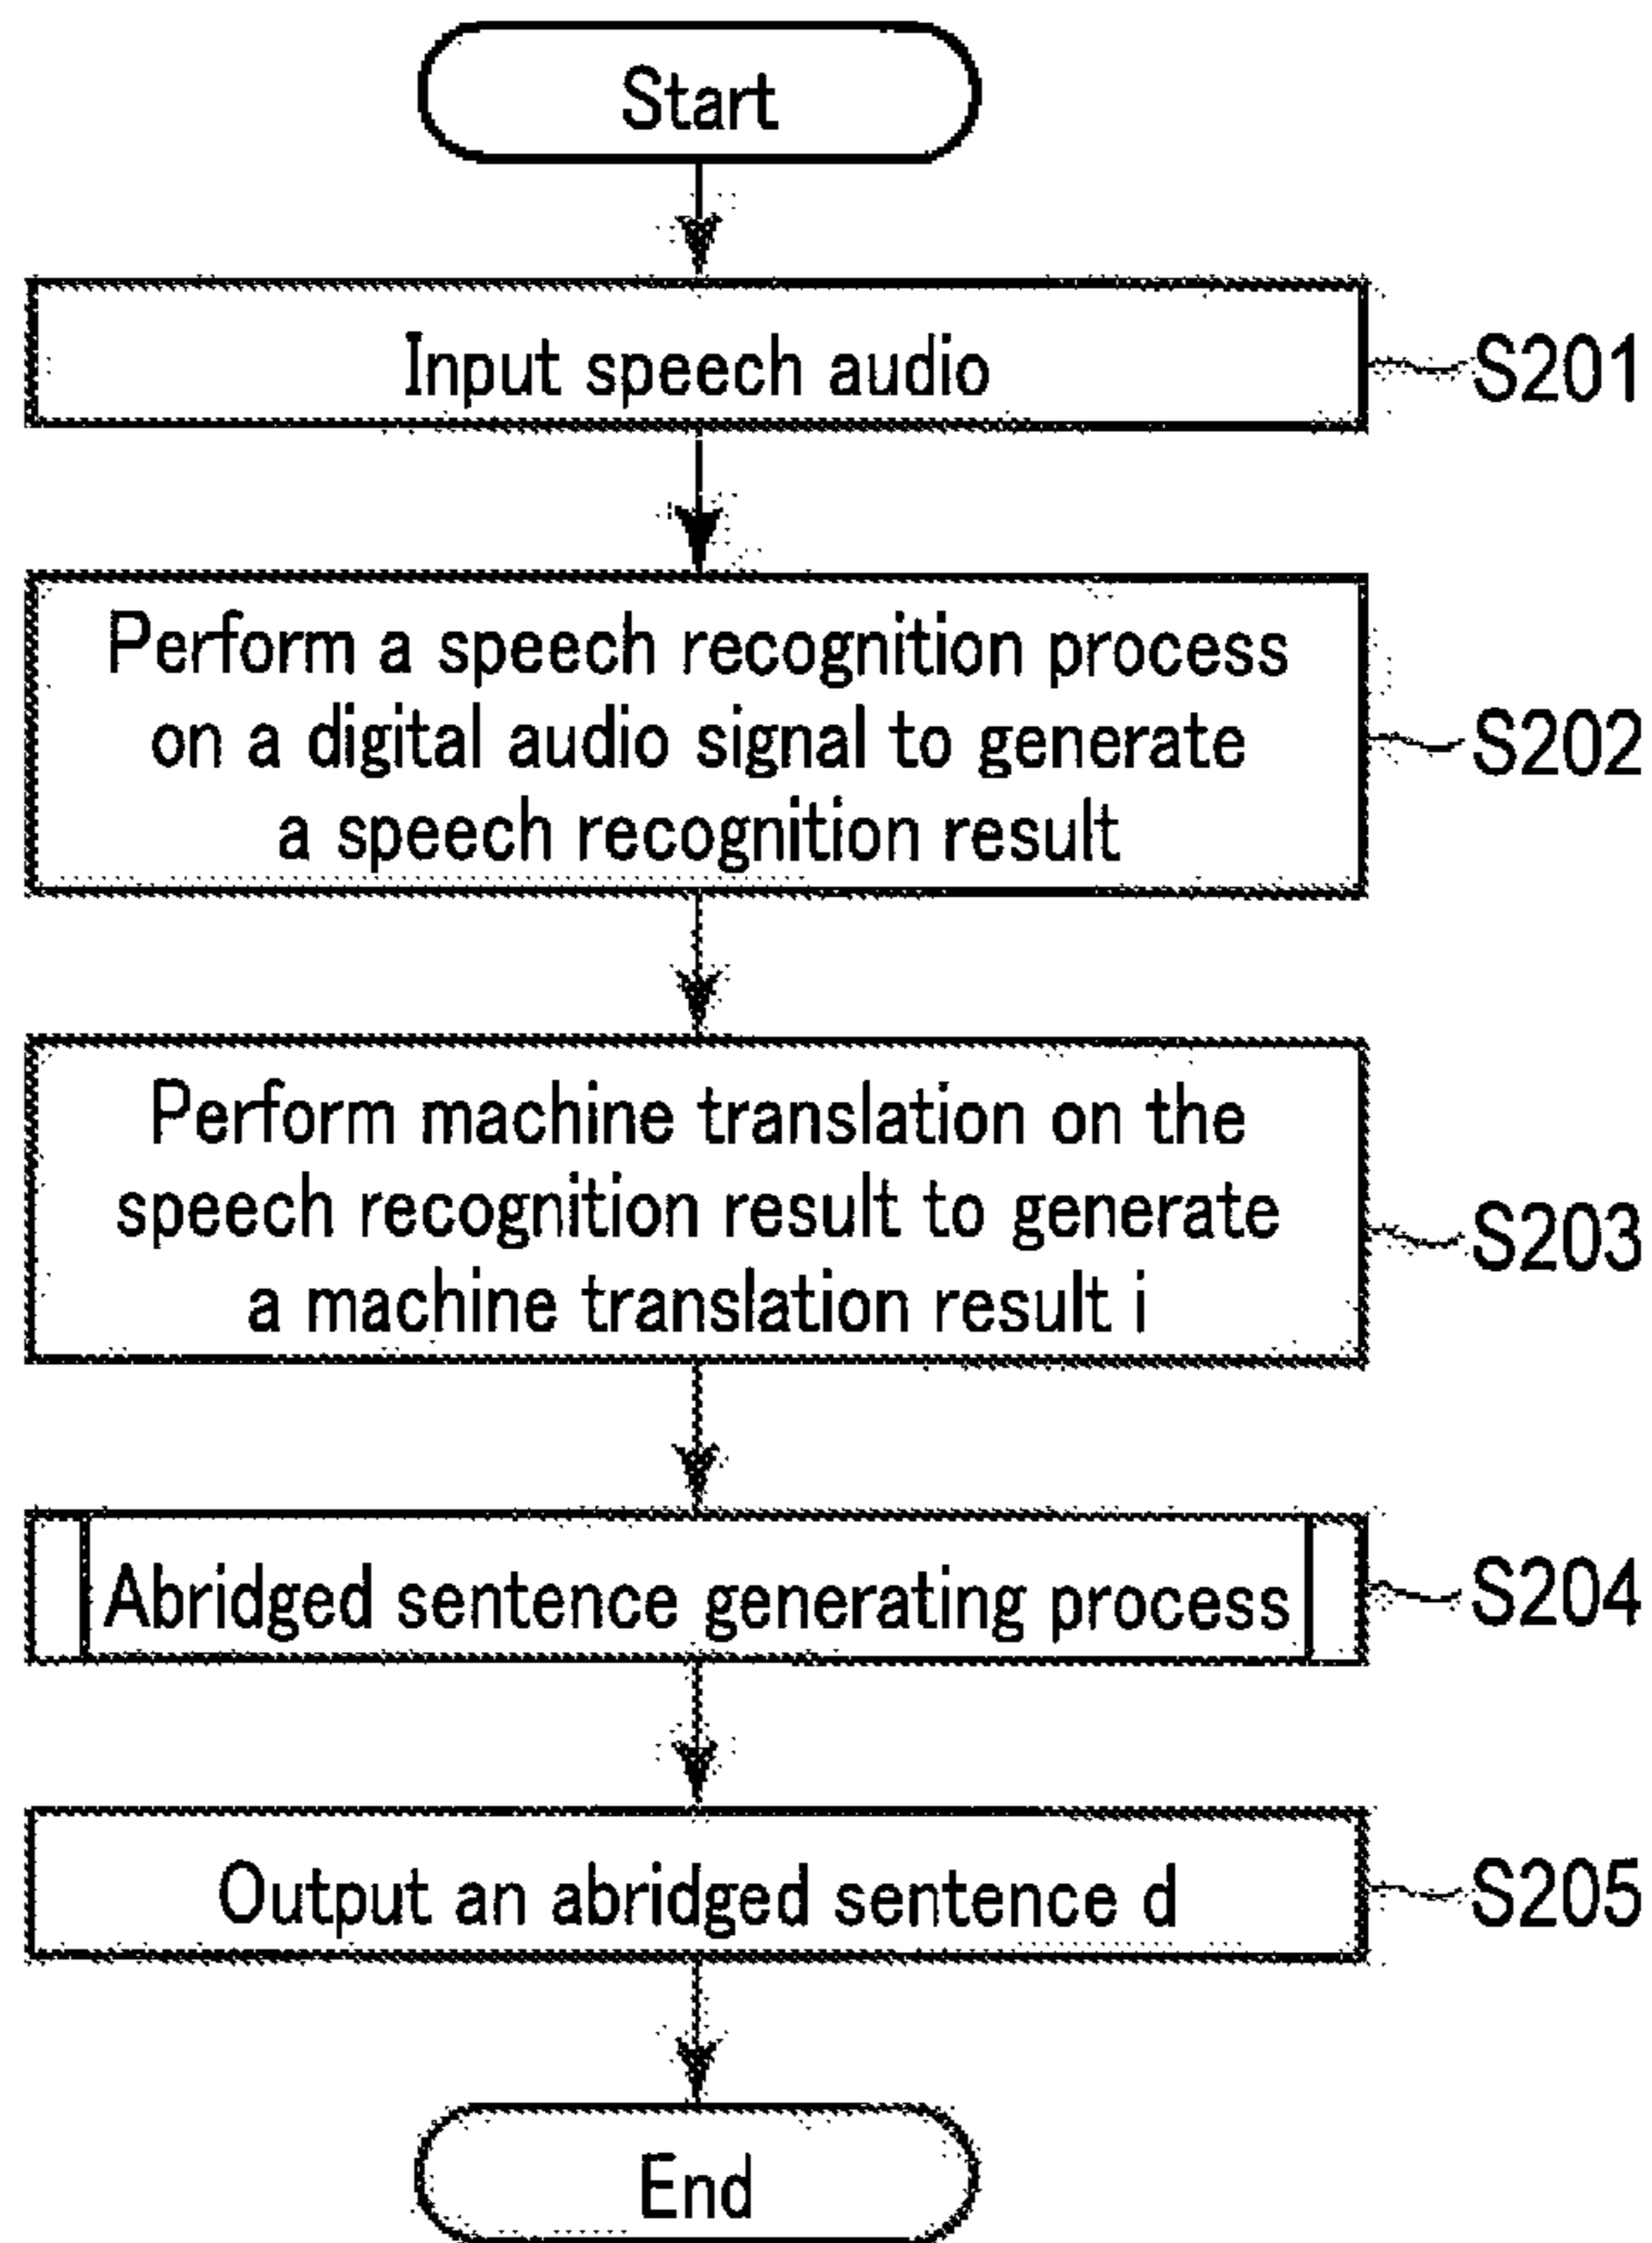 Start
Input speech audio
S201
Perform a speech recognition process
on a digital audio signal to generate
a speech recognition result
S202
Perform machine translation on the
speech recognition result to generate
a machine translation result i
S203
Abridged sentence generating process
S204
Output an abridged sentence d
S205
End